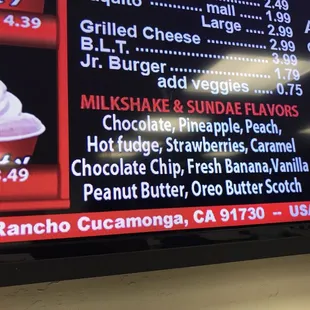 4.39
2.49
mall 1.99
Large 2.99
Grilled Cheese 2.99
B.L.T. 3.99
Jr. Burger 1.79
add veggies 0.75
MILKSHAKE & SUNDAE FLAVORS
Chocolate, Pineapple, Peach,
Hot fudge, Strawberries, Caramel
Chocolate Chip, Fresh Banana,Vanilla
Peanut Butter, Oreo Butter Scotch
3.49
Rancho Cucamonga, CA 91730 -- USA